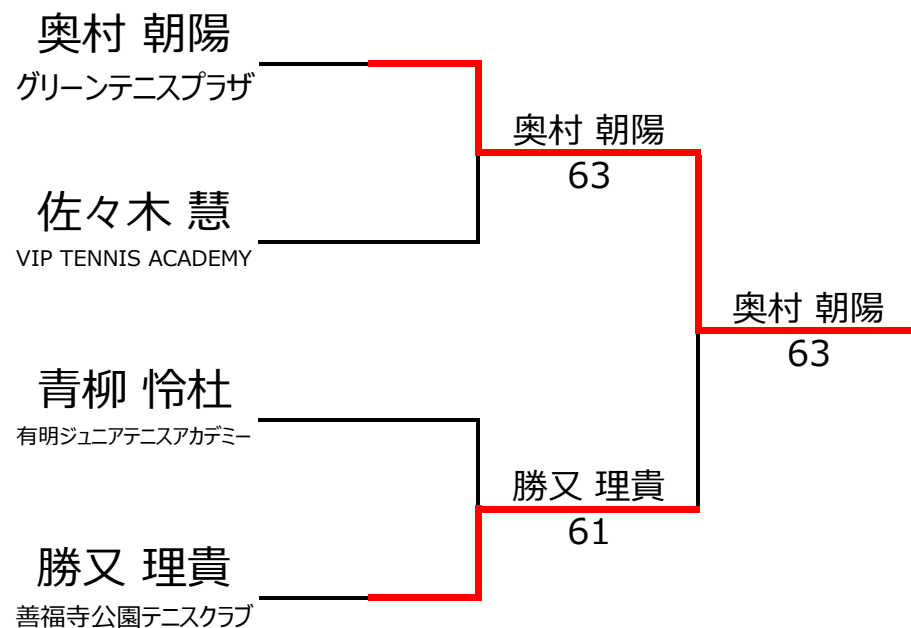 奥村 朝陽
グリーンテニスプラザ
奥村 朝陽
63
佐々木 慧
VIP TENNIS ACADEMY
奥村 朝陽
63
青柳 怜杜
有明ジュニアテニスアカデミー
勝又 理貴
61
勝又 理貴
善福寺公園テニスクラブ